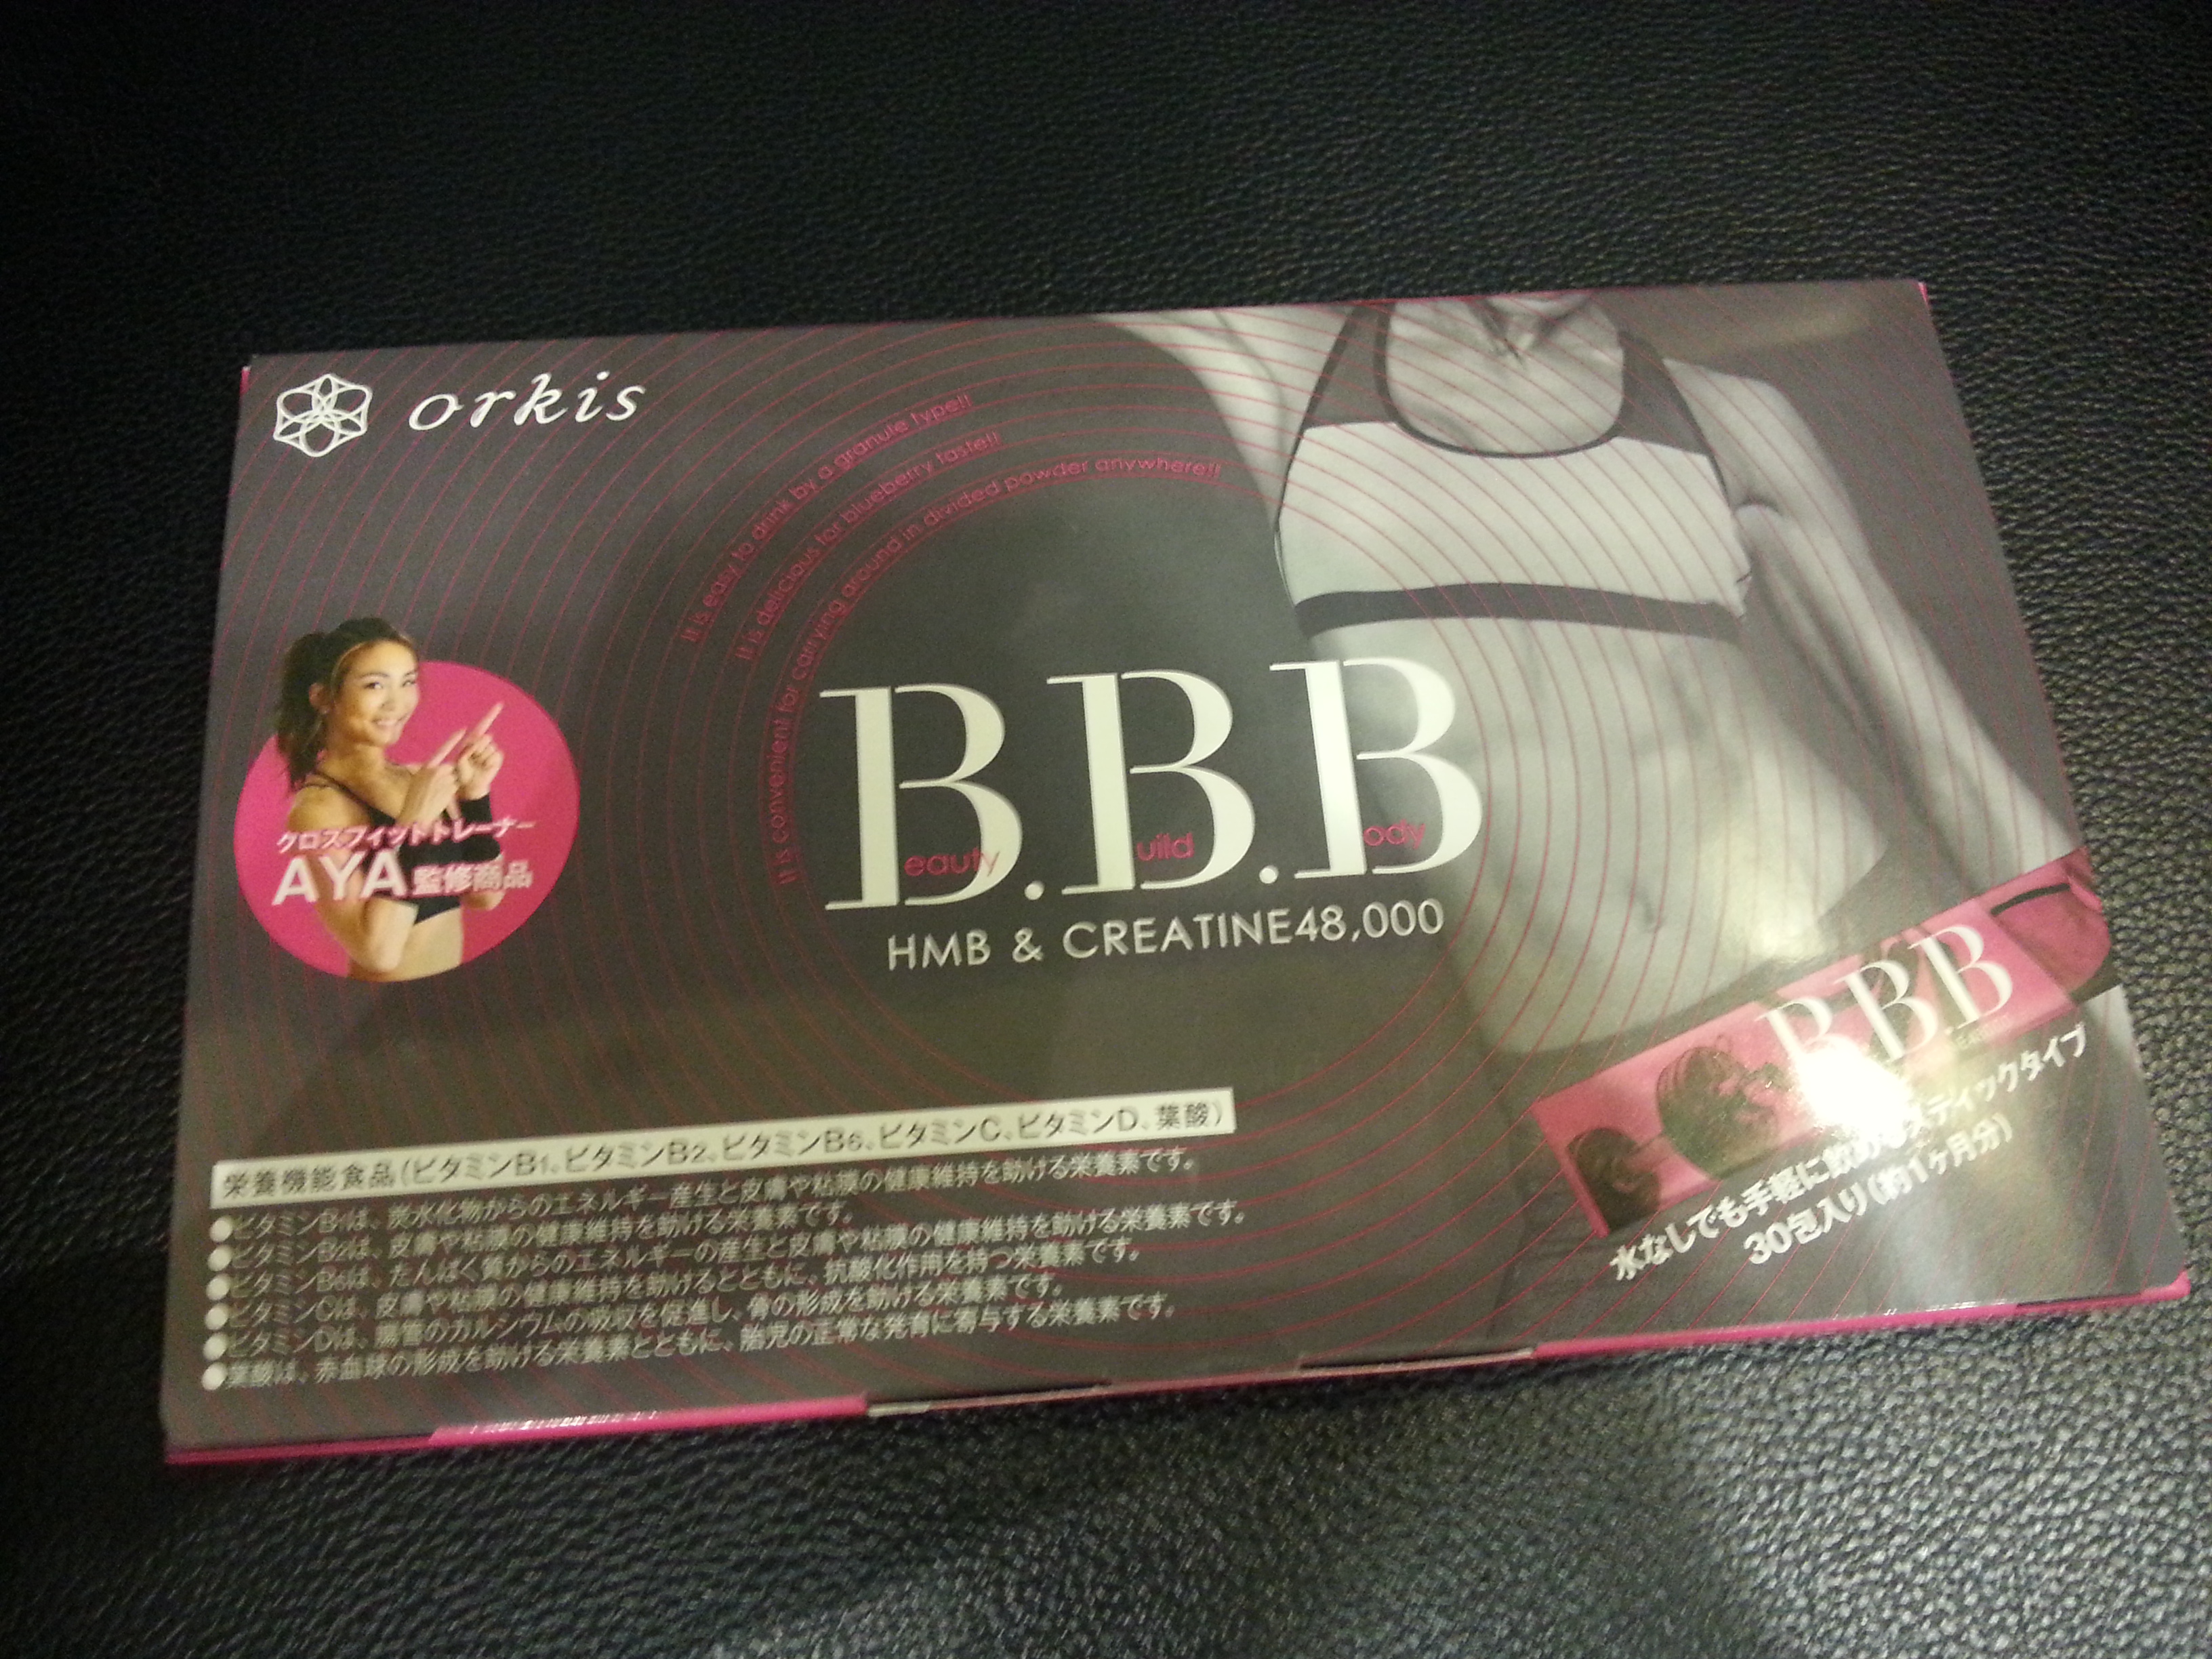 orkis
It is easy to drink by a granule type!!
It is delicious for blueberry taste!!
It is convenient for carrying around in divided powder anywhere!!
B.B.B
eauty uild ody
HMB & CREATINE48,000
クロスフィットトレーナー
AYA監修商品
B.B.B
水なしでも手軽に飲めるスティックタイプ
30包入り(約1ヶ月分)
栄養機能食品(ビタミンB1、ビタミンB2、ビタミンB6、ビタミンC、ビタミンD、葉酸)
●ビタミンB1は、炭水化物からのエネルギー産生と皮膚や粘膜の健康維持を助ける栄養素です。
●ビタミンB2は、皮膚や粘膜の健康維持を助ける栄養素です。
●ビタミンB6は、たんぱく質からのエネルギーの産生と皮膚や粘膜の健康維持を助ける栄養素です。
●ビタミンCは、皮膚や粘膜の健康維持を助けるとともに、抗酸化作用を持つ栄養素です。
●ビタミンDは、腸管のカルシウムの吸収を促進し、骨の形成を助ける栄養素です。
●葉酸は、赤血球の形成を助ける栄養素とともに、胎児の正常な発育に寄与する栄養素です。